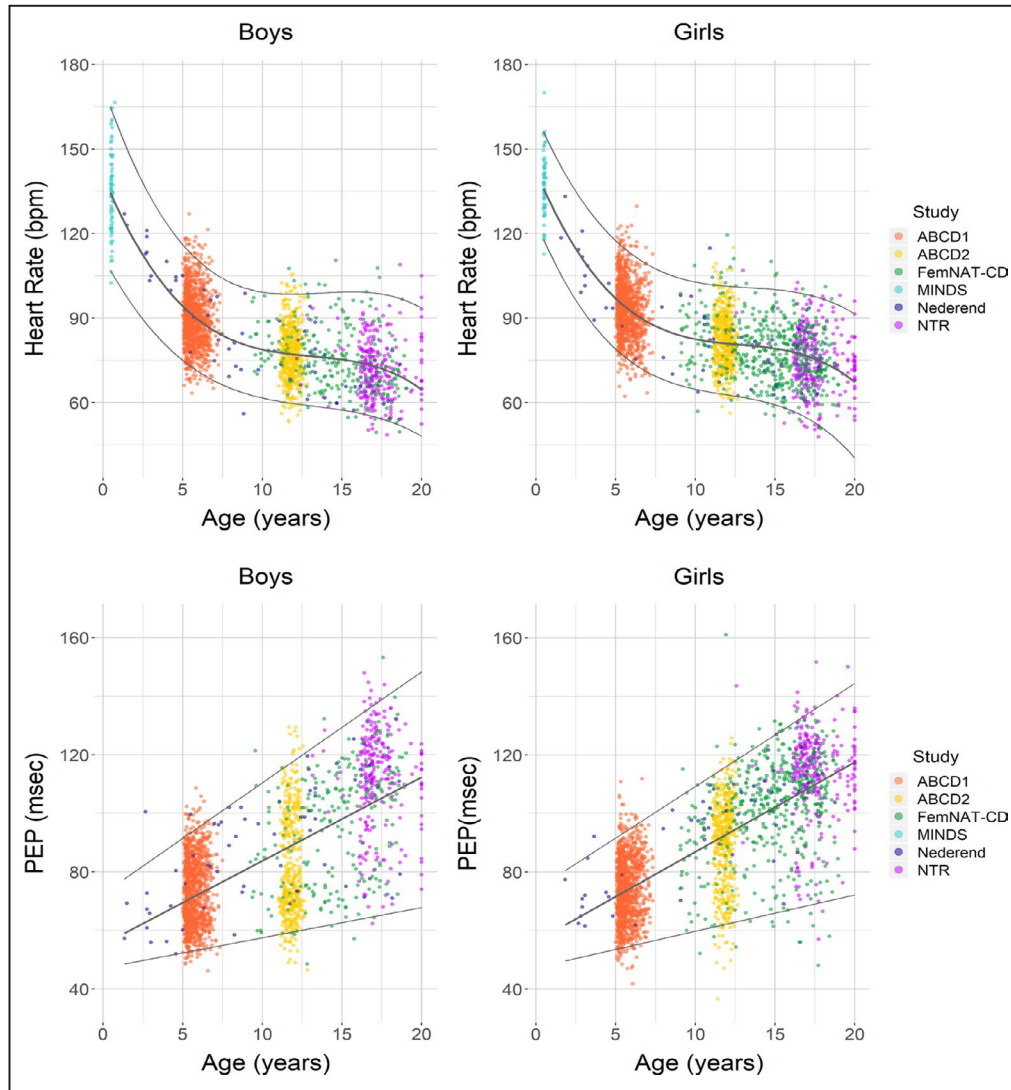 Boys
Girls
180
150
120
90
60
Heart Rate (bpm)
0 5 10 15 20
Age (years)
180
150
120
90
60
Heart Rate (bpm)
0 5 10 15 20
Age (years)
Study
ABCD1
ABCD2
FemNAT-CD
MINDS
Nederend
NTR
Boys
Girls
160
120
80
40
PEP (msec)
0 5 10 15 20
Age (years)
160
120
80
40
PEP(msec)
0 5 10 15 20
Age (years)
Study
ABCD1
ABCD2
FemNAT-CD
MINDS
Nederend
NTR